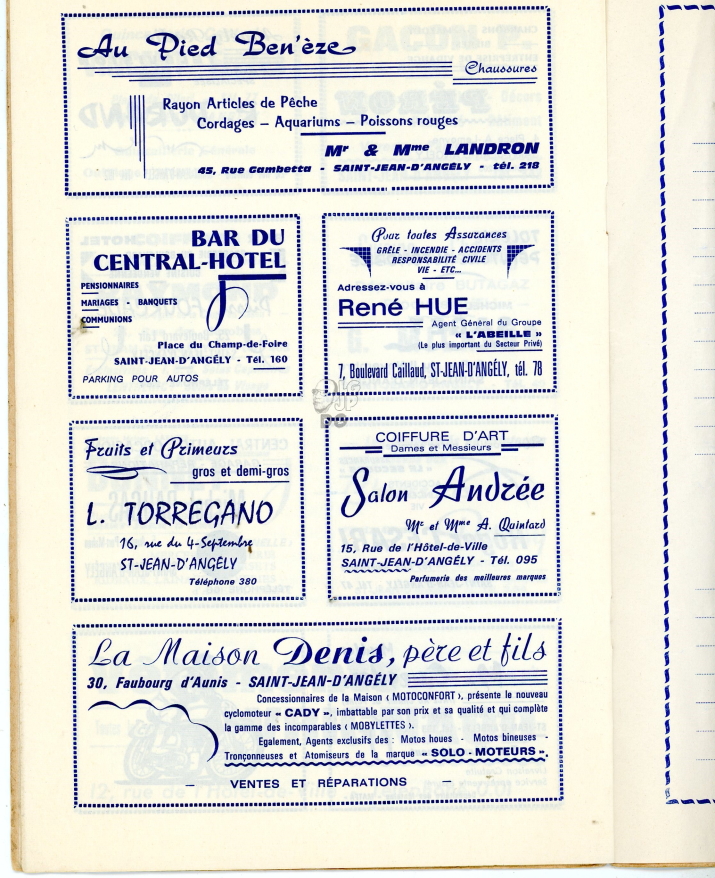 Au Pied Ben'èze
Chaussures
Rayon Articles de Pêche
Cordages – Aquariums – Poissons rouges
Mr & Mme LANDRON
45, Rue Gambetta - SAINT-JEAN-D'ANGÉLY - tél. 218
BAR DU
CENTRAL-HOTEL
PENSIONNAIRES
MARIAGES - BANQUETS
COMMUNIONS
Place du Champ-de-Foire
SAINT-JEAN-D'ANGÉLY - Tél. 160
PARKING POUR AUTOS
Pour toutes Assurances
GRÊLE - INCENDIE - ACCIDENTS
RESPONSABILITÉ CIVILE
VIE - ETC...
Adressez-vous à
René HUE
Agent Général du Groupe
« L'ABEILLE »
(Le plus important du Secteur Privé)
7, Boulevard Caillaud, ST-JEAN-D'ANGÉLY, tél. 78
Fruits et Primeurs
gros et demi-gros
L. TORREGANO
16, rue du 4-Septembre
ST-JEAN-D'ANGÉLY
Téléphone 380
COIFFURE D'ART
Dames et Messieurs
Salon Andrée
Mr et Mme A. Quintard
15, Rue de l'Hôtel-de-Ville
SAINT-JEAN-D'ANGÉLY - Tél. 095
Parfumerie des meilleures marques
La Maison Denis, père et fils
30, Faubourg d'Aunis - SAINT-JEAN-D'ANGÉLY
Concessionnaires de la Maison ‹ MOTOCONFORT ›, présente le nouveau
cyclomoteur « CADY », imbattable par son prix et sa qualité et qui complète
la gamme des incomparables ‹ MOBYLETTES ›.
Egalement, Agents exclusifs des : Motos houes - Motos bineuses -
Tronçonneuses et Atomiseurs de la marque « SOLO - MOTEURS ».
– VENTES ET RÉPARATIONS –